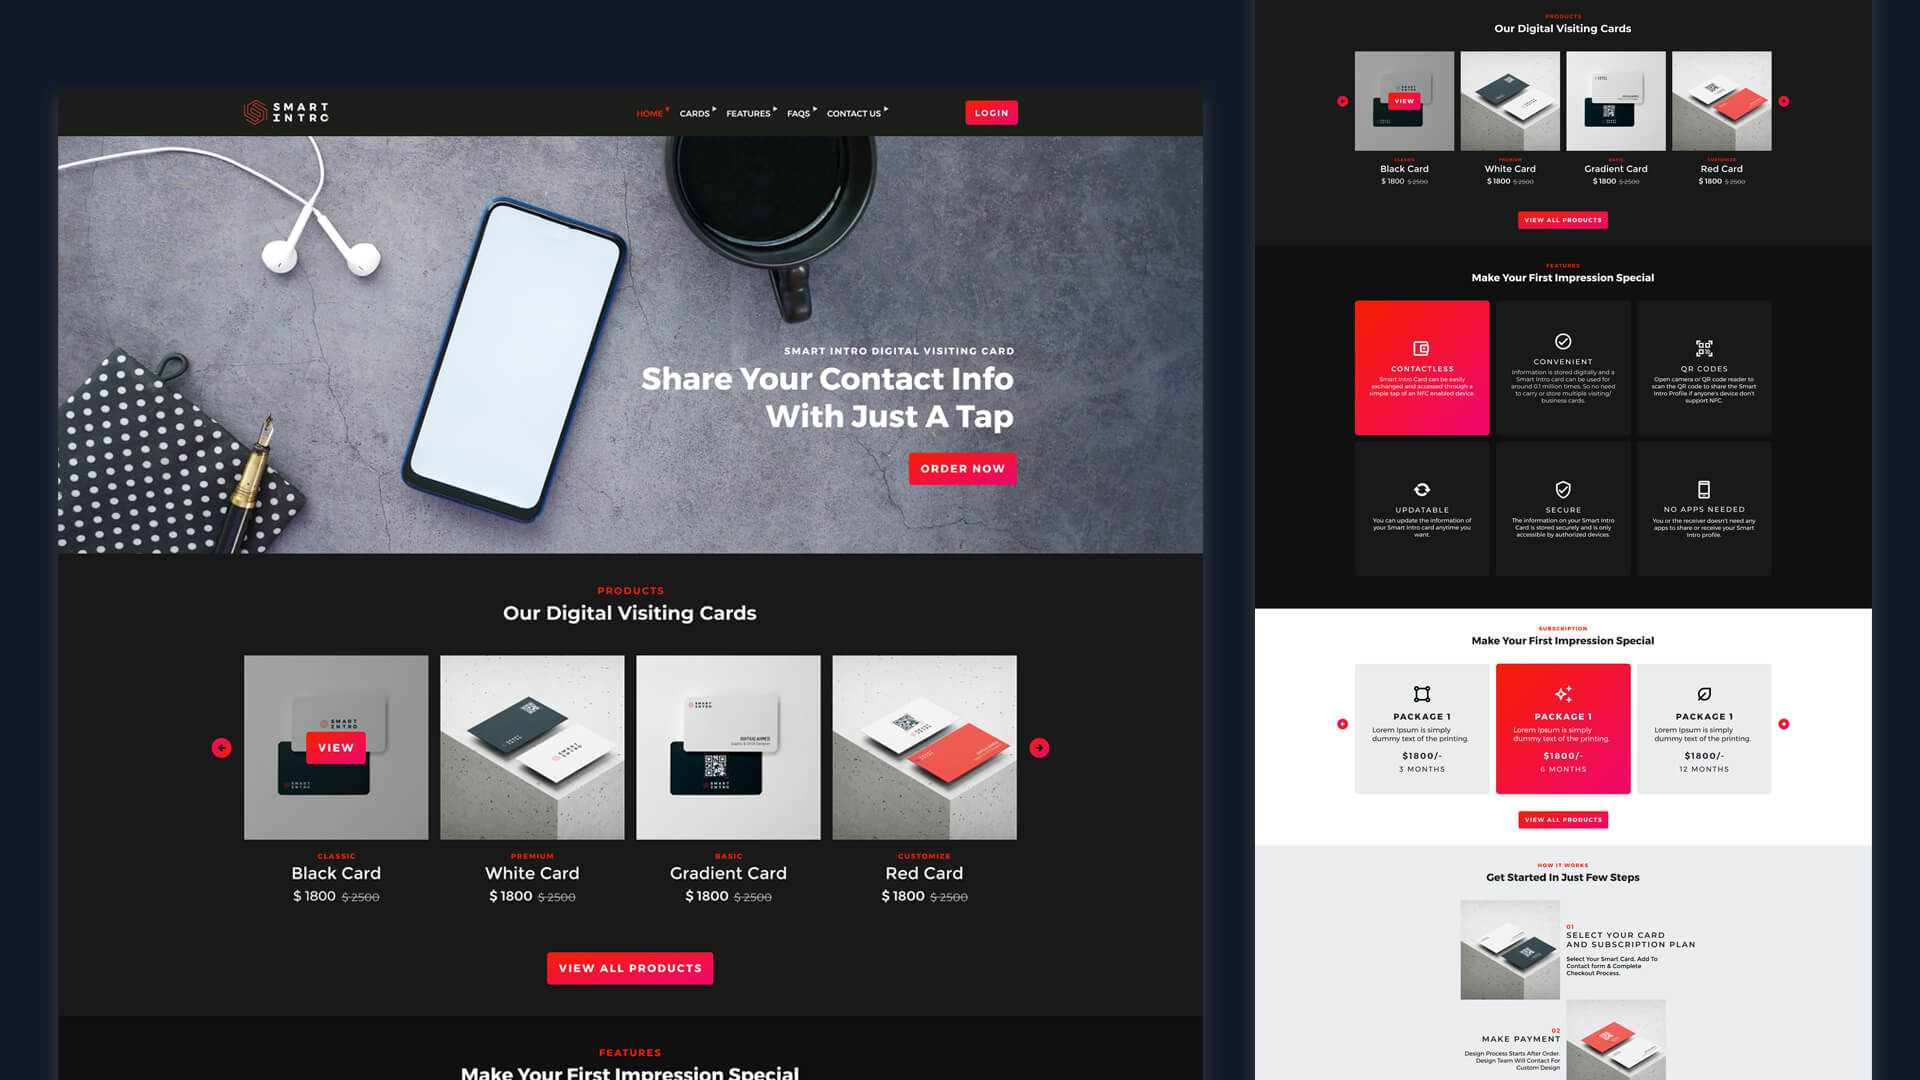 SMART
INTRO
HOME CARDS FEATURES FAQS CONTACT US
LOGIN
SMART INTRO DIGITAL VISITING CARD
Share Your Contact Info
With Just A Tap
ORDER NOW
PRODUCTS
Our Digital Visiting Cards
SMART
INTRO
VIEW
SMART
INTRO
SMART
INTRO
SMART
INTRO
CLASSIC
Black Card
$ 1800 $ 2500
PREMIUM
White Card
$ 1800 $ 2500
BASIC
Gradient Card
$ 1800 $ 2500
CUSTOMIZE
Red Card
$ 1800 $ 2500
VIEW ALL PRODUCTS
FEATURES
Make Your First Impression Special
PRODUCTS
Our Digital Visiting Cards
VIEW
CLASSIC
Black Card
$ 1800 $ 2500
PREMIUM
White Card
$ 1800 $ 2500
BASIC
Gradient Card
$ 1800 $ 2500
CUSTOMIZE
Red Card
$ 1800 $ 2500
VIEW ALL PRODUCTS
FEATURES
Make Your First Impression Special
CONTACTLESS
Smart Intro Card can be easily
exchanged and accessed through a
simple tap of an NFC enabled device.
CONVENIENT
Information is stored digitally and a
Smart Intro card can be used for
around 0.1 million times. So no need
to carry or store multiple visiting/
business cards.
QR CODES
Open camera or QR code reader to
scan the QR code to share the Smart
Intro Profile if anyone's device don't
support NFC.
UPDATABLE
You can update the information of
your Smart Intro card anytime you
want.
SECURE
The information on your Smart Intro
Card is stored securely and is only
accessible by authorized devices.
NO APPS NEEDED
You or the receiver doesn't need any
apps to share or receive your Smart
Intro profile.
SUBSCRIPTION
Make Your First Impression Special
PACKAGE 1
Lorem Ipsum is simply
dummy text of the printing.
$1800/-
3 MONTHS
PACKAGE 1
Lorem Ipsum is simply
dummy text of the printing.
$1800/-
6 MONTHS
PACKAGE 1
Lorem Ipsum is simply
dummy text of the printing.
$1800/-
12 MONTHS
VIEW ALL PRODUCTS
HOW IT WORKS
Get Started In Just Few Steps
01
SELECT YOUR CARD
AND SUBSCRIPTION PLAN
Select Your Smart Card, Add To
Contact form & Complete
Checkout Process.
02
MAKE PAYMENT
Design Process Starts After Order.
Design Team Will Contact For
Custom Design